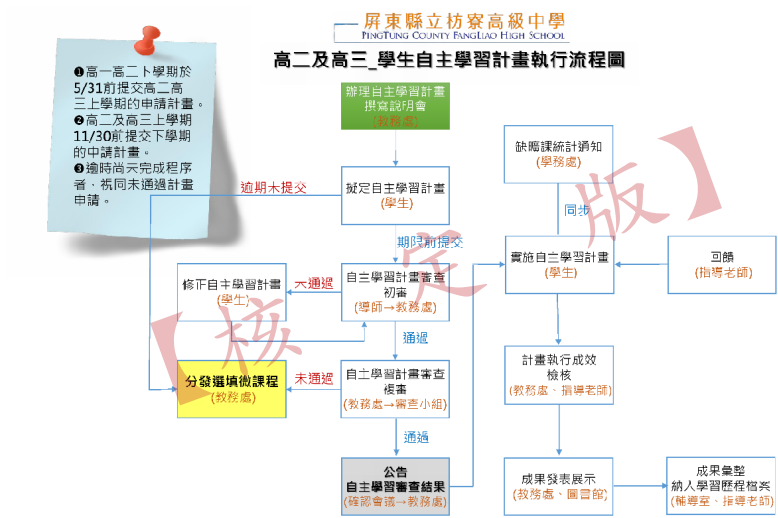 屏東縣立枋寮高級中學
PINGTUNG COUNTY FANGLIAO HIGH SCHOOL
高二及高三_學生自主學習計畫執行流程圖
❶高一高二下學期於
5/31前提交高二高
三上學期的申請計畫。
❷高二及高三上學期
11/30前提交下學期
的申請計畫。
❸逾時尚未完成程序
者，視同未通過計畫
申請。
辦理自主學習計畫
撰寫說明會
(教務處)
擬定自主學習計畫
(學生)
逾期未提交
期限前提交
自主學習計畫審查
初審
(導師→教務處)
未通過
修正自主學習計畫
(學生)
通過
自主學習計畫審查
複審
(教務處→審查小組)
未通過
分發選填微課程
(教務處)
通過
公告
自主學習審查結果
(確認會議→教務處)
缺曠課統計通知
(學務處)
同步
實施自主學習計畫
(學生)
回饋
(指導老師)
計畫執行成效
檢核
(教務處、指導老師)
成果發表展示
(教務處、圖書館)
成果彙整
納入學習歷程檔案
(輔導室、指導老師)
【核定版】